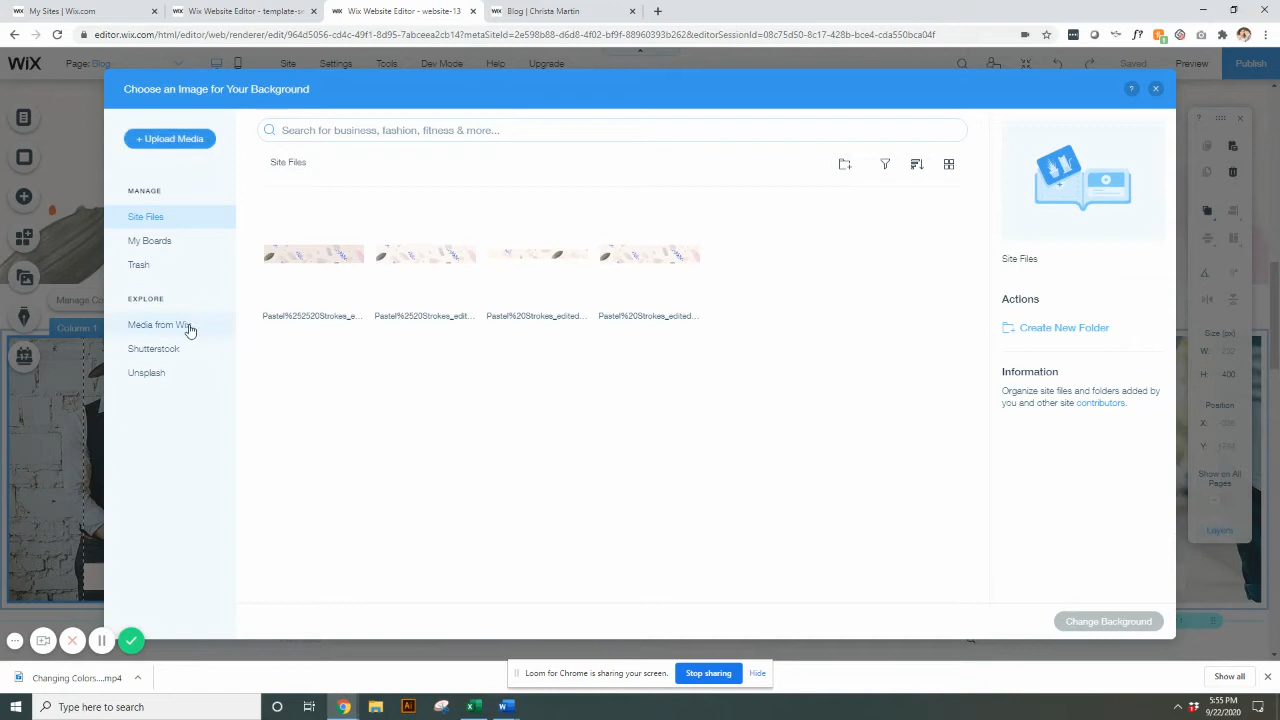 My Sites | Wix.com
Wix Website Editor - template-se
Wix Website Editor - website-13
Blog | Christa Martin
editor.wix.com/html/editor/web/renderer/edit/964d5056-cd4c-49f1-8d95-7abceea2cb14?metaSiteId=2e598b88-d6d8-4f02-bf9f-88960393b262&editorSessionId=08c75d50-8c17-428b-bec4-cda550bca04f
WiX
Page: Blog
Site
Settings
Tools
Dev Mode
Help
Upgrade
Saved
Preview
Publish
Choose an Image for Your Background
?
+ Upload Media
Search for business, fashion, fitness & more...
Site Files
MANAGE
Site Files
My Boards
Trash
EXPLORE
Media from Wix
Shutterstock
Unsplash
Manage Co
Column 1
Pastel%252520Strokes_e...
Pastel%2520Strokes_edit...
Pastel%20Strokes_edited...
Pastel%20Strokes_edited...
Site Files
Actions
Create New Folder
Information
Organize site files and folders added by
you and other site contributors.
Change Background
?
Size (px)
W:
H: 400
Position
X:
Y:
Show on All
Pages
Layers
Changing Colors....mp4
Loom for Chrome is sharing your screen.
Stop sharing
Hide
Show all
Type here to search
5:55 PM
9/22/2020